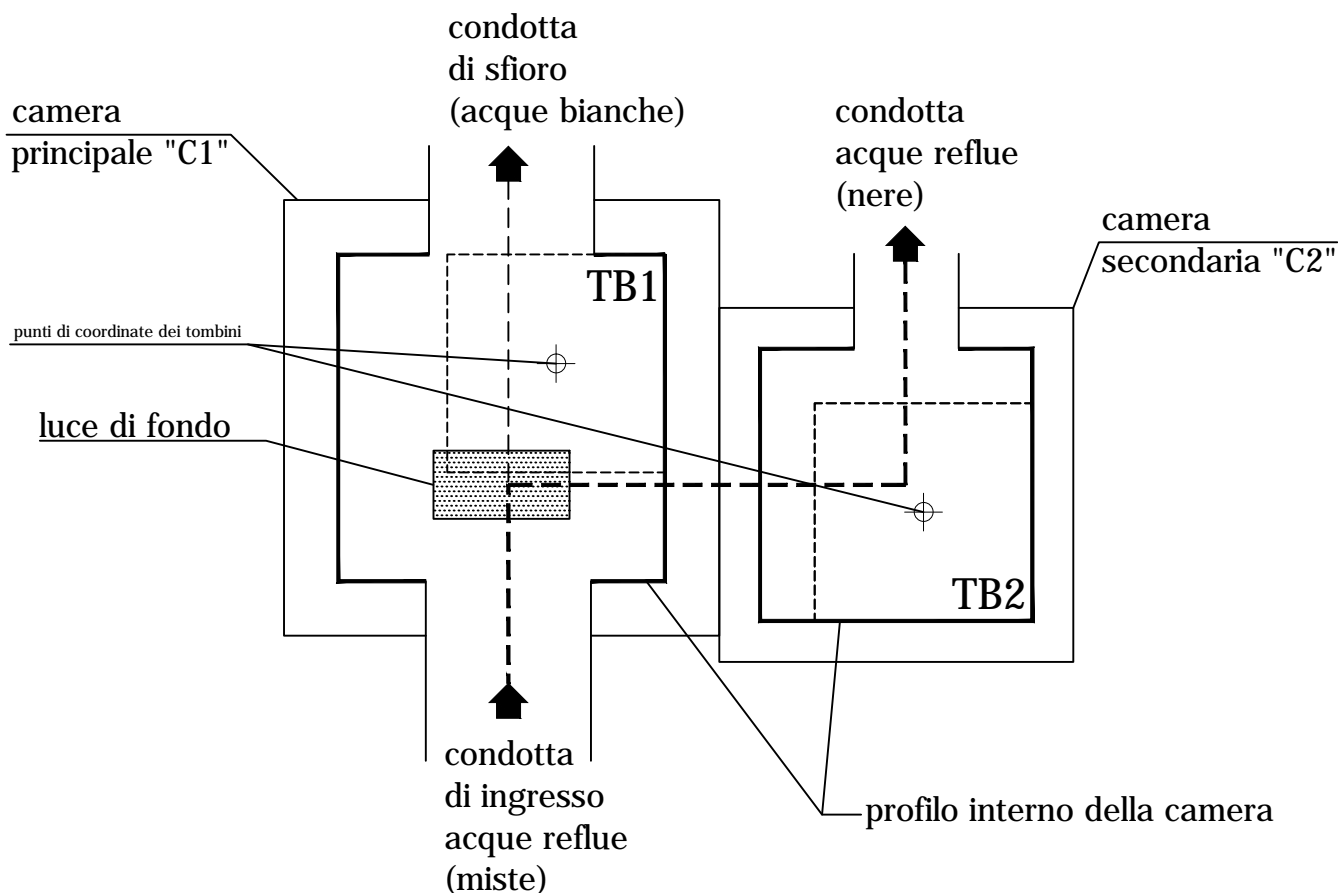 condotta
di sfioro
(acque bianche)
camera
principale "C1"
condotta
acque reflue
(nere)
camera
secondaria "C2"
TB1
punti di coordinate dei tombini
luce di fondo
TB2
condotta
di ingresso
acque reflue
(miste)
profilo interno della camera